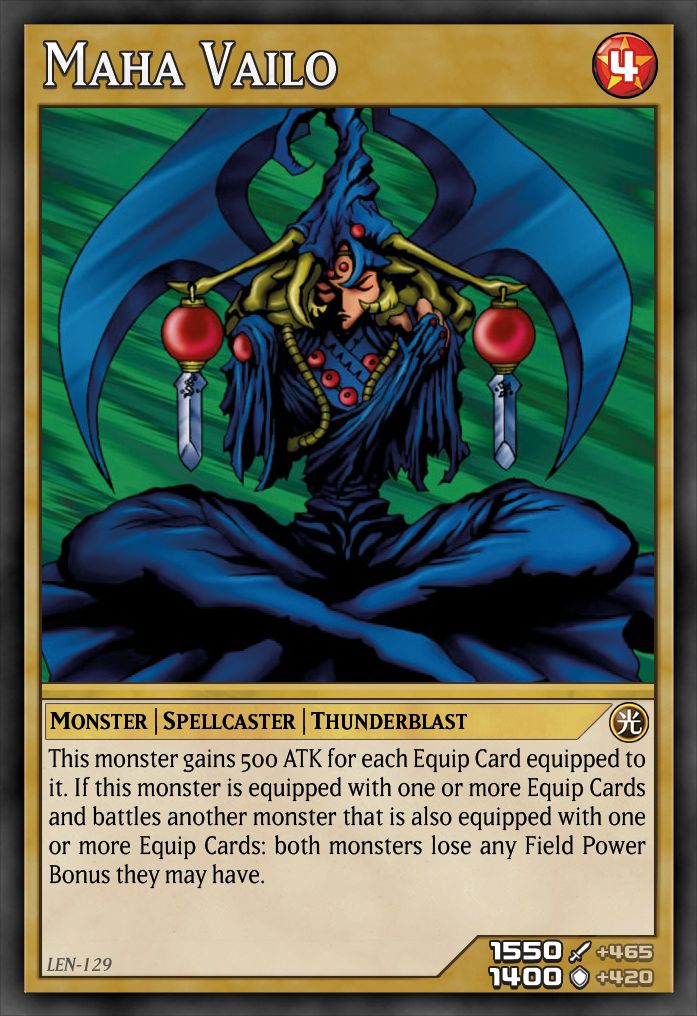 Maha Vailo
4
Monster | Spellcaster | Thunderblast
光
This monster gains 500 ATK for each Equip Card equipped to
it. If this monster is equipped with one or more Equip Cards
and battles another monster that is also equipped with one
or more Equip Cards: both monsters lose any Field Power
Bonus they may have.
1550 +465
LEN-129
1400 +420